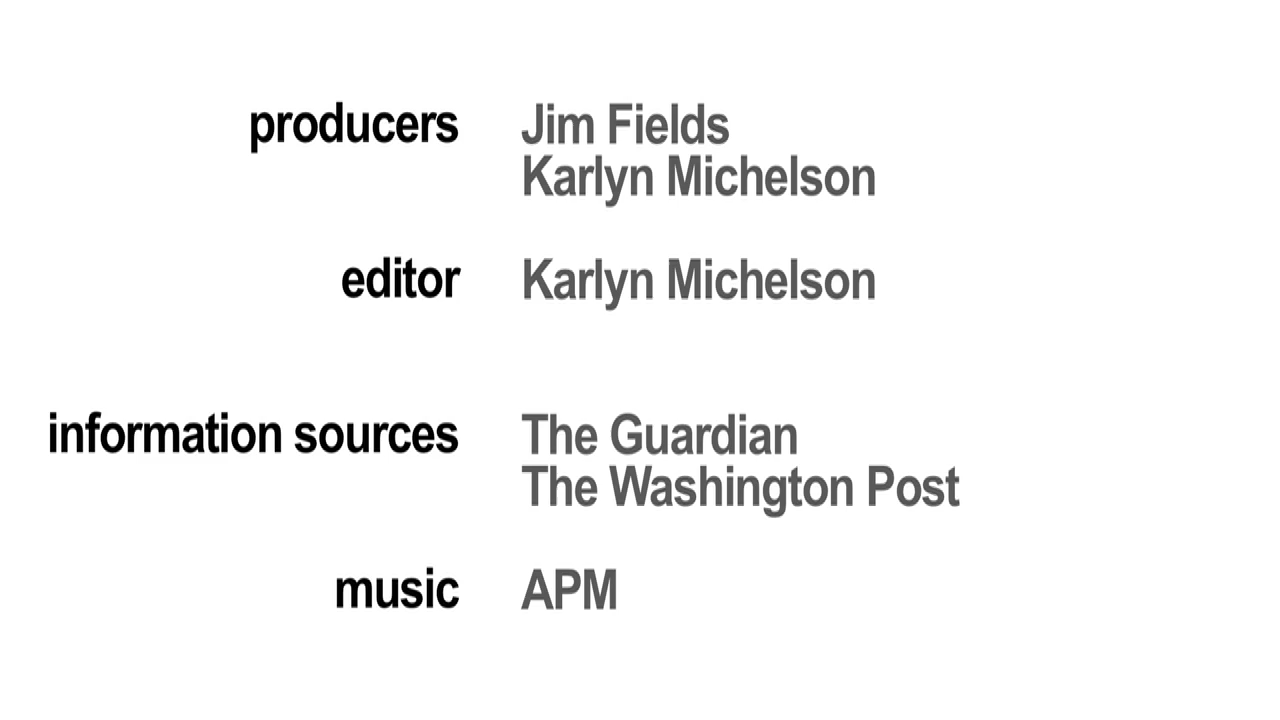 producers Jim Fields
Karlyn Michelson
editor Karlyn Michelson
information sources The Guardian
The Washington Post
music APM